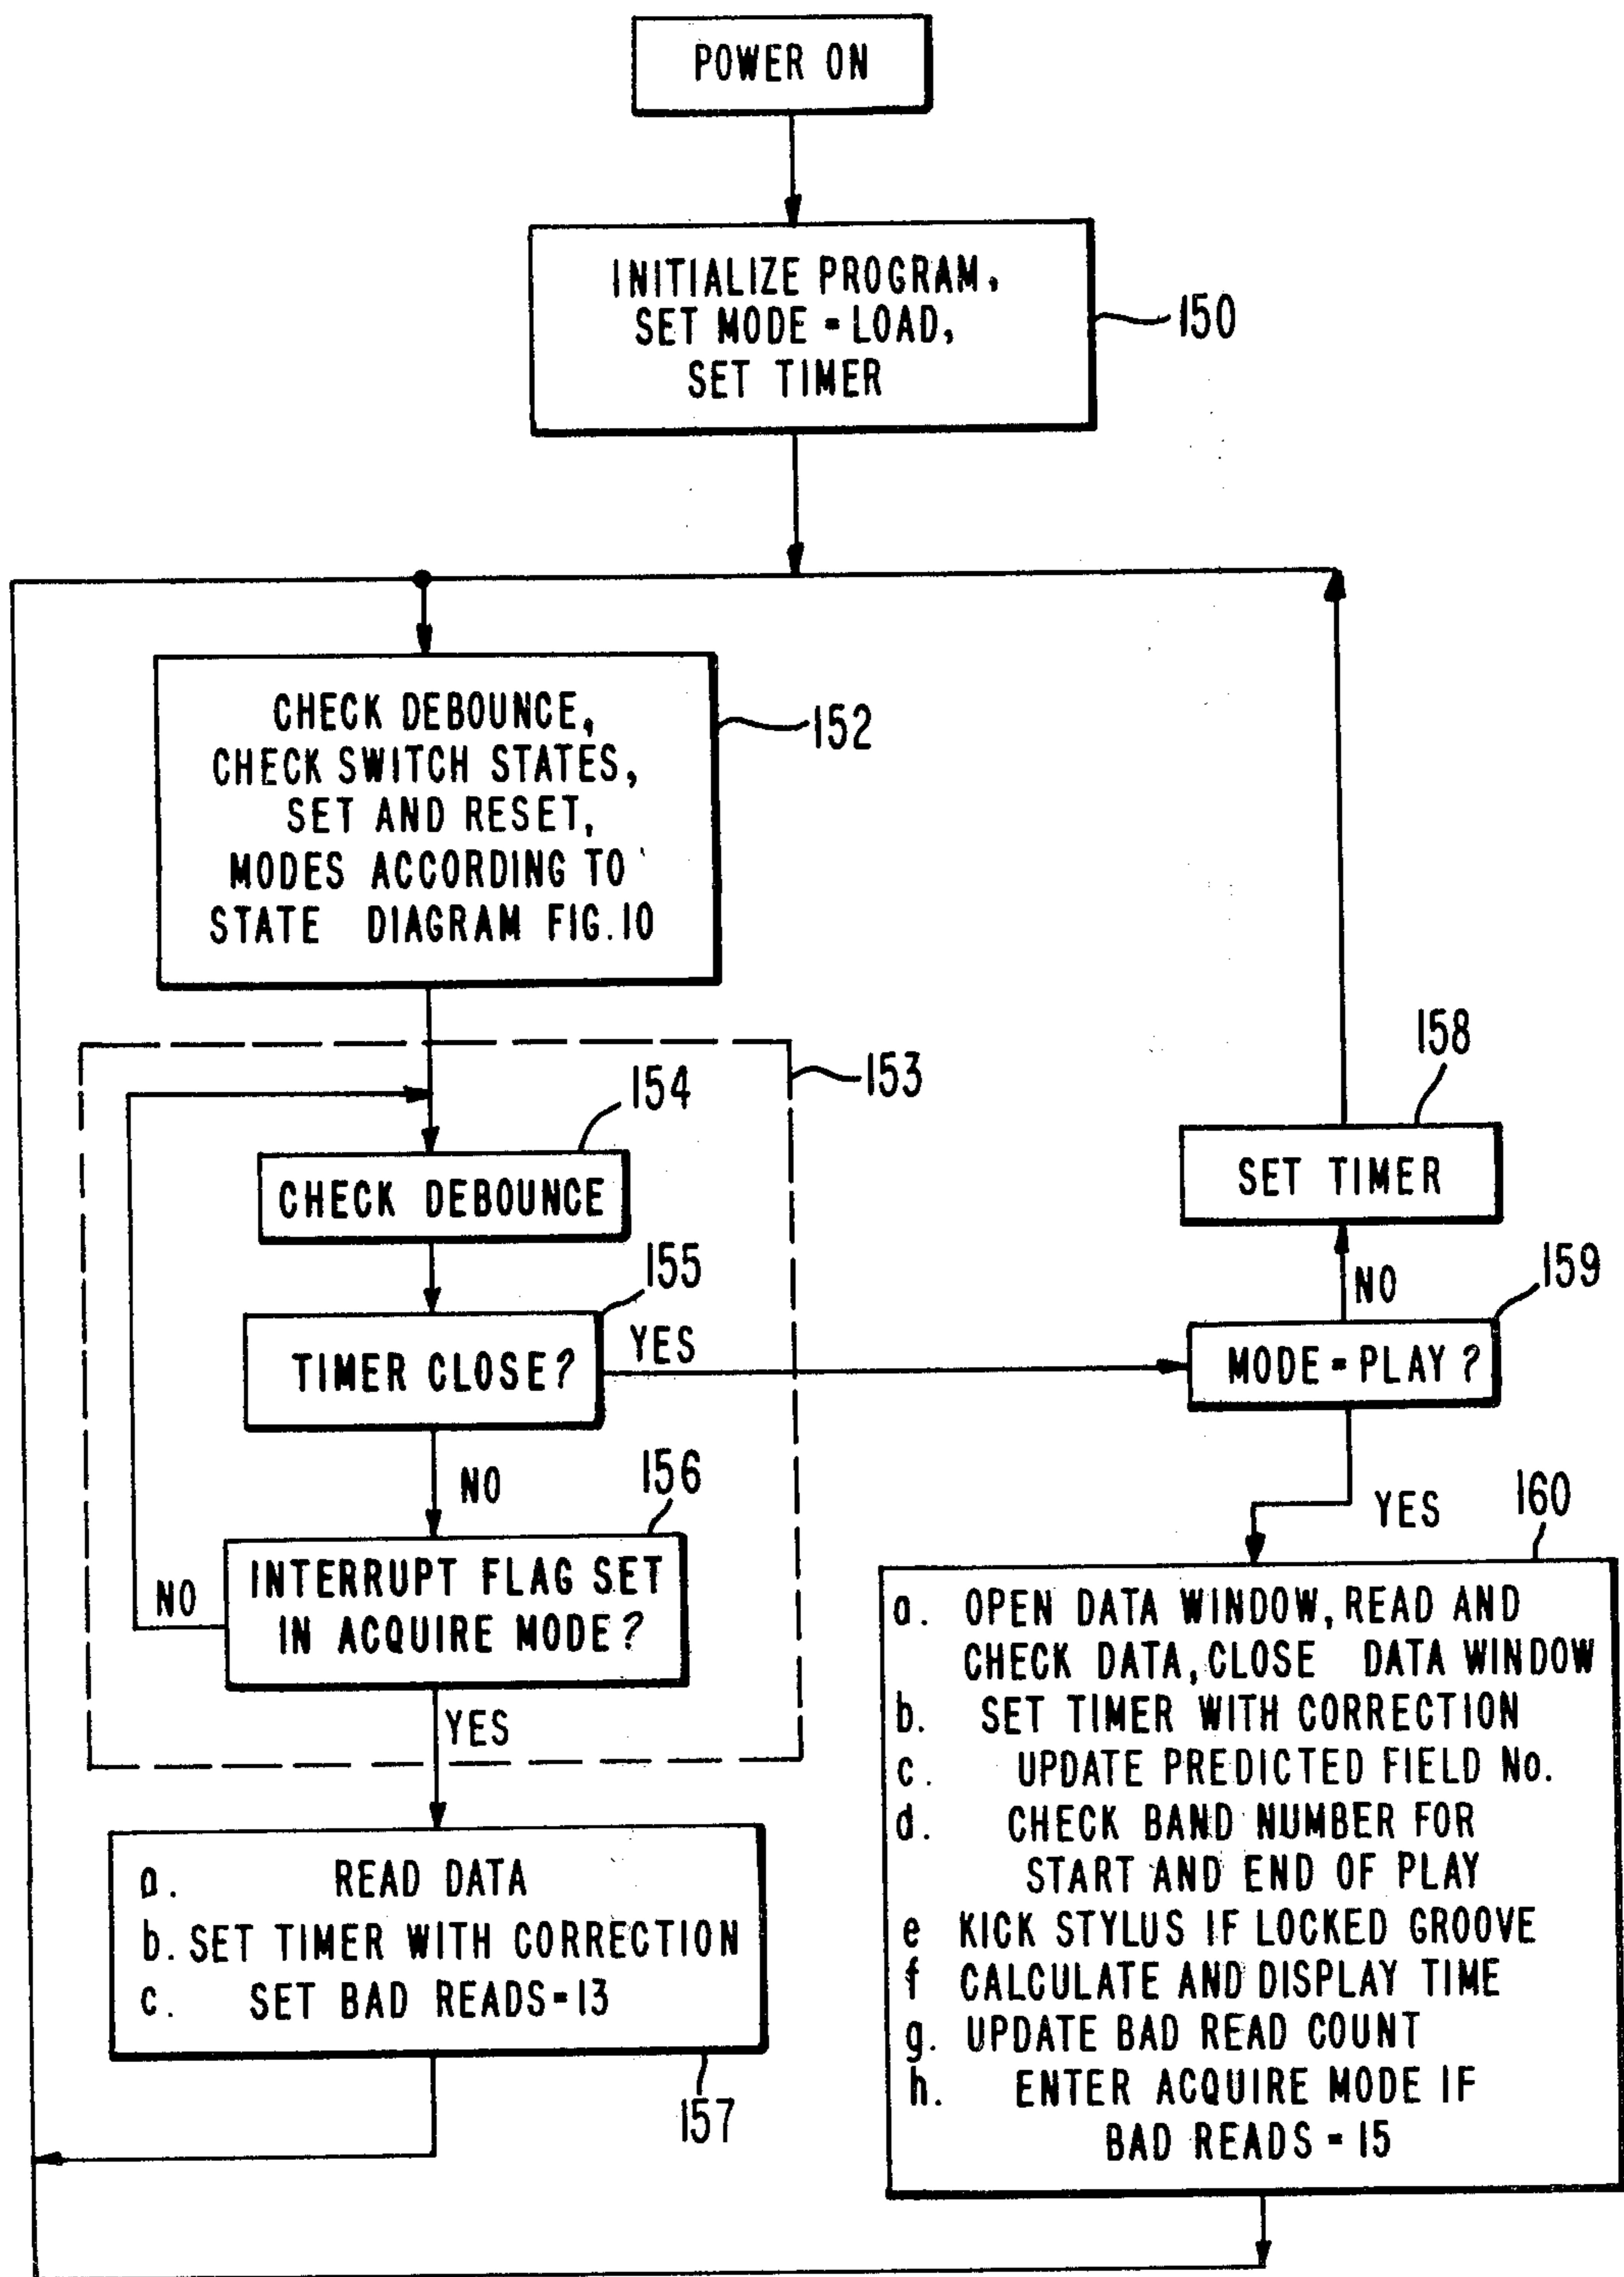 POWER ON
INITIALIZE PROGRAM,
SET MODE = LOAD,
SET TIMER
150
CHECK DEBOUNCE,
CHECK SWITCH STATES,
SET AND RESET,
MODES ACCORDING TO
STATE DIAGRAM FIG.10
152
153
154
CHECK DEBOUNCE
155
TIMER CLOSE?
YES
NO
156
INTERRUPT FLAG SET
IN ACQUIRE MODE?
NO
YES
a. READ DATA
b. SET TIMER WITH CORRECTION
c. SET BAD READS=13
157
158
SET TIMER
NO
159
MODE = PLAY ?
YES
160
a. OPEN DATA WINDOW, READ AND
CHECK DATA, CLOSE DATA WINDOW
b. SET TIMER WITH CORRECTION
c. UPDATE PREDICTED FIELD No.
d. CHECK BAND NUMBER FOR
START AND END OF PLAY
e KICK STYLUS IF LOCKED GROOVE
f CALCULATE AND DISPLAY TIME
g. UPDATE BAD READ COUNT
h. ENTER ACQUIRE MODE IF
BAD READS = 15